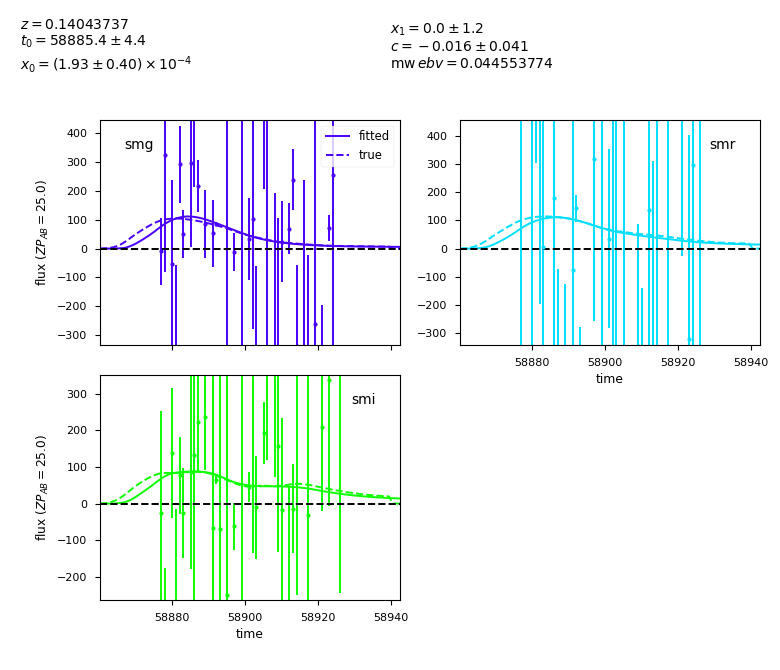 z = 0.14043737
t₀ = 58885.4 ± 4.4
x₀ = (1.93 ± 0.40) × 10⁻⁴
x₁ = 0.0 ± 1.2
c = −0.016 ± 0.041
mw ebv = 0.044553774
smg
fitted
true
400
300
200
100
0
−100
−200
−300
flux (ZP_AB = 25.0)
smr
400
300
200
100
0
−100
−200
−300
58880 58900 58920 58940
time
smi
300
200
100
0
−100
−200
flux (ZP_AB = 25.0)
58880 58900 58920 58940
time